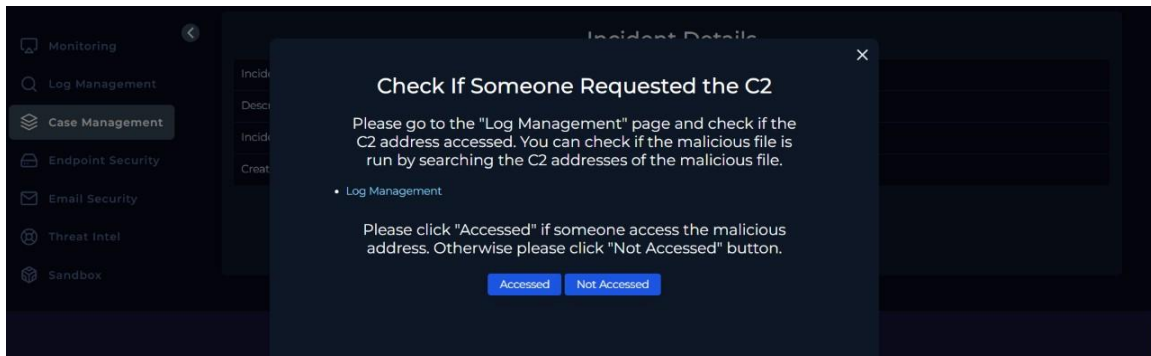 Monitoring
Log Management
Case Management
Endpoint Security
Email Security
Threat Intel
Sandbox
Incident Details
Check If Someone Requested the C2
Please go to the "Log Management" page and check if the
C2 address accessed. You can check if the malicious file is
run by searching the C2 addresses of the malicious file.
• Log Management
Please click "Accessed" if someone access the malicious
address. Otherwise please click "Not Accessed" button.
Accessed
Not Accessed